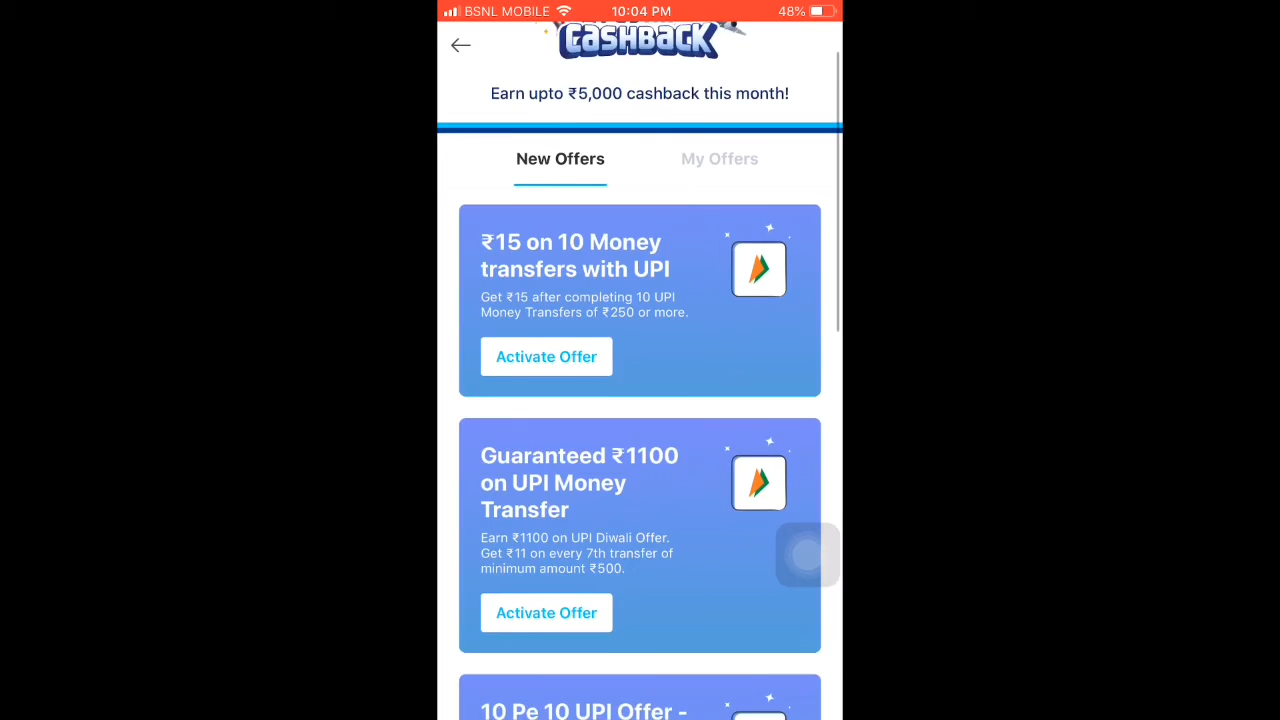 BSNL MOBILE 10:04 PM 48%
CASHBACK
Earn upto ₹5,000 cashback this month!
New Offers My Offers
₹15 on 10 Money
transfers with UPI
Get ₹15 after completing 10 UPI
Money Transfers of ₹250 or more.
Activate Offer
Guaranteed ₹1100
on UPI Money
Transfer
Earn ₹1100 on UPI Diwali Offer.
Get ₹11 on every 7th transfer of
minimum amount ₹500.
Activate Offer
10 Pe 10 UPI Offer -